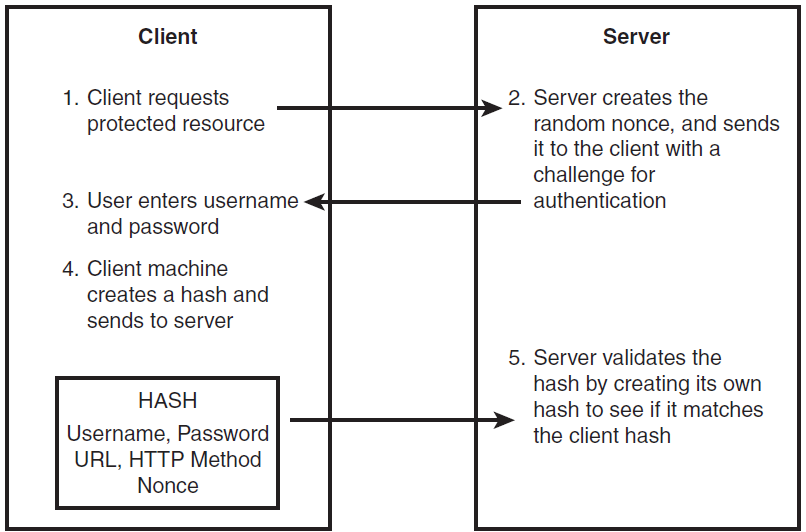 Client
1. Client requests
protected resource
3. User enters username
and password
4. Client machine
creates a hash and
sends to server
HASH
Username, Password
URL, HTTP Method
Nonce
Server
2. Server creates the
random nonce, and sends
it to the client with a
challenge for
authentication
5. Server validates the
hash by creating its own
hash to see if it matches
the client hash